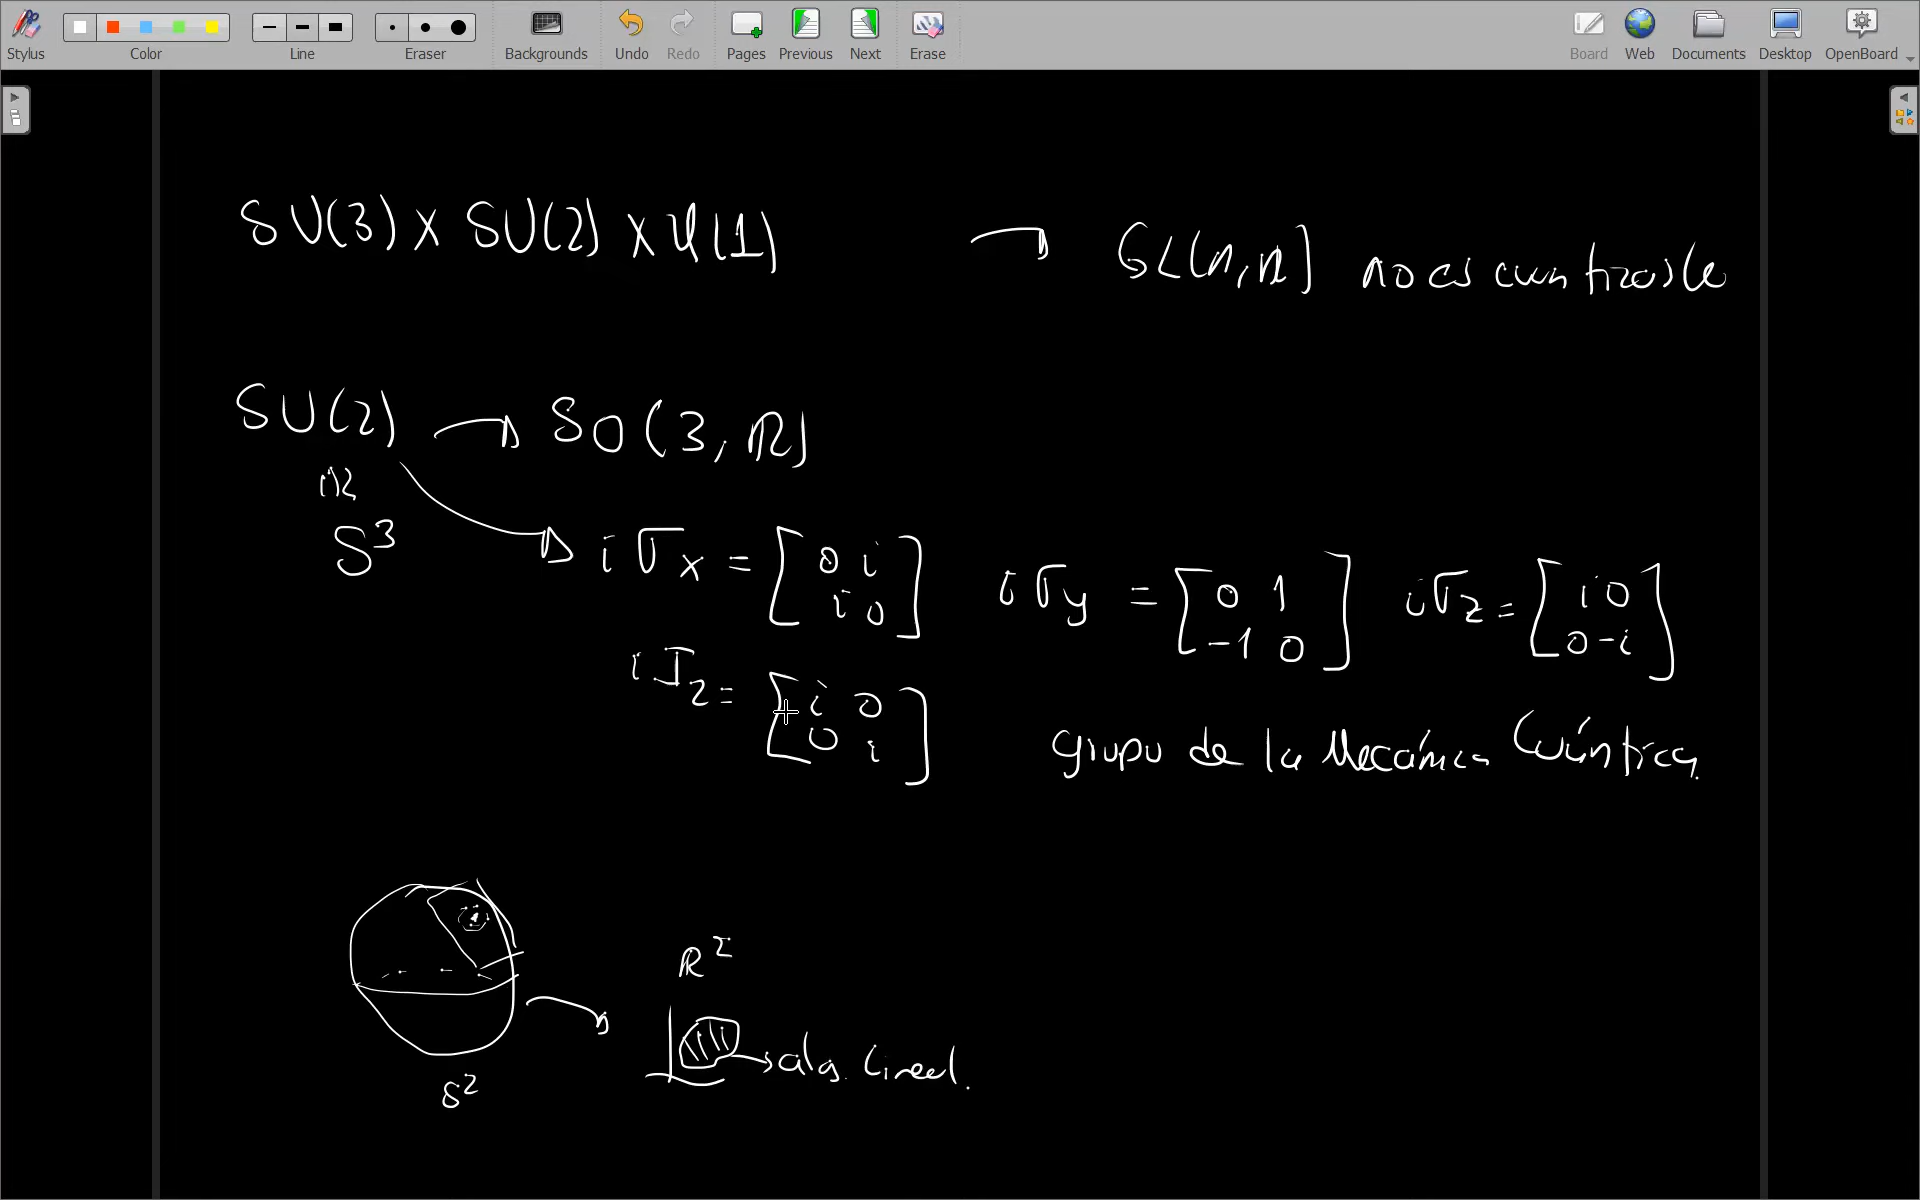 Stylus Color Line Eraser Backgrounds Undo Redo Pages Previous Next Erase Board Web Documents Desktop OpenBoard
SU(3) x SU(2) x U(1) → GL(n,R) no es cuantizable
SU(2) → SO(3, R)
≅
S³
iσx = [0 i
i 0] iσy = [0 1
-1 0] iσz = [i 0
0 -i]
iI₂ = [i 0
0 i] grupo de la Mecánica Cuántica.
R²
→ alg. lineal.
S²